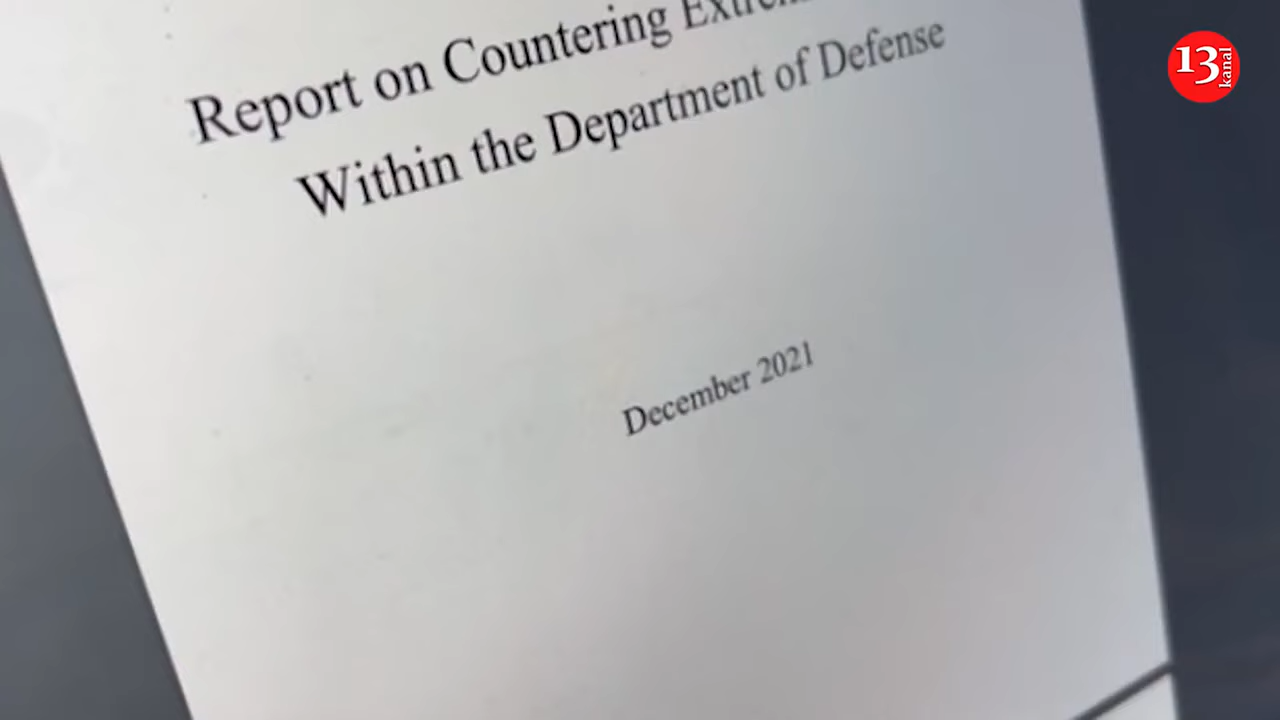 Report on Countering
Within the Department of Defense
December 2021
13
kanal